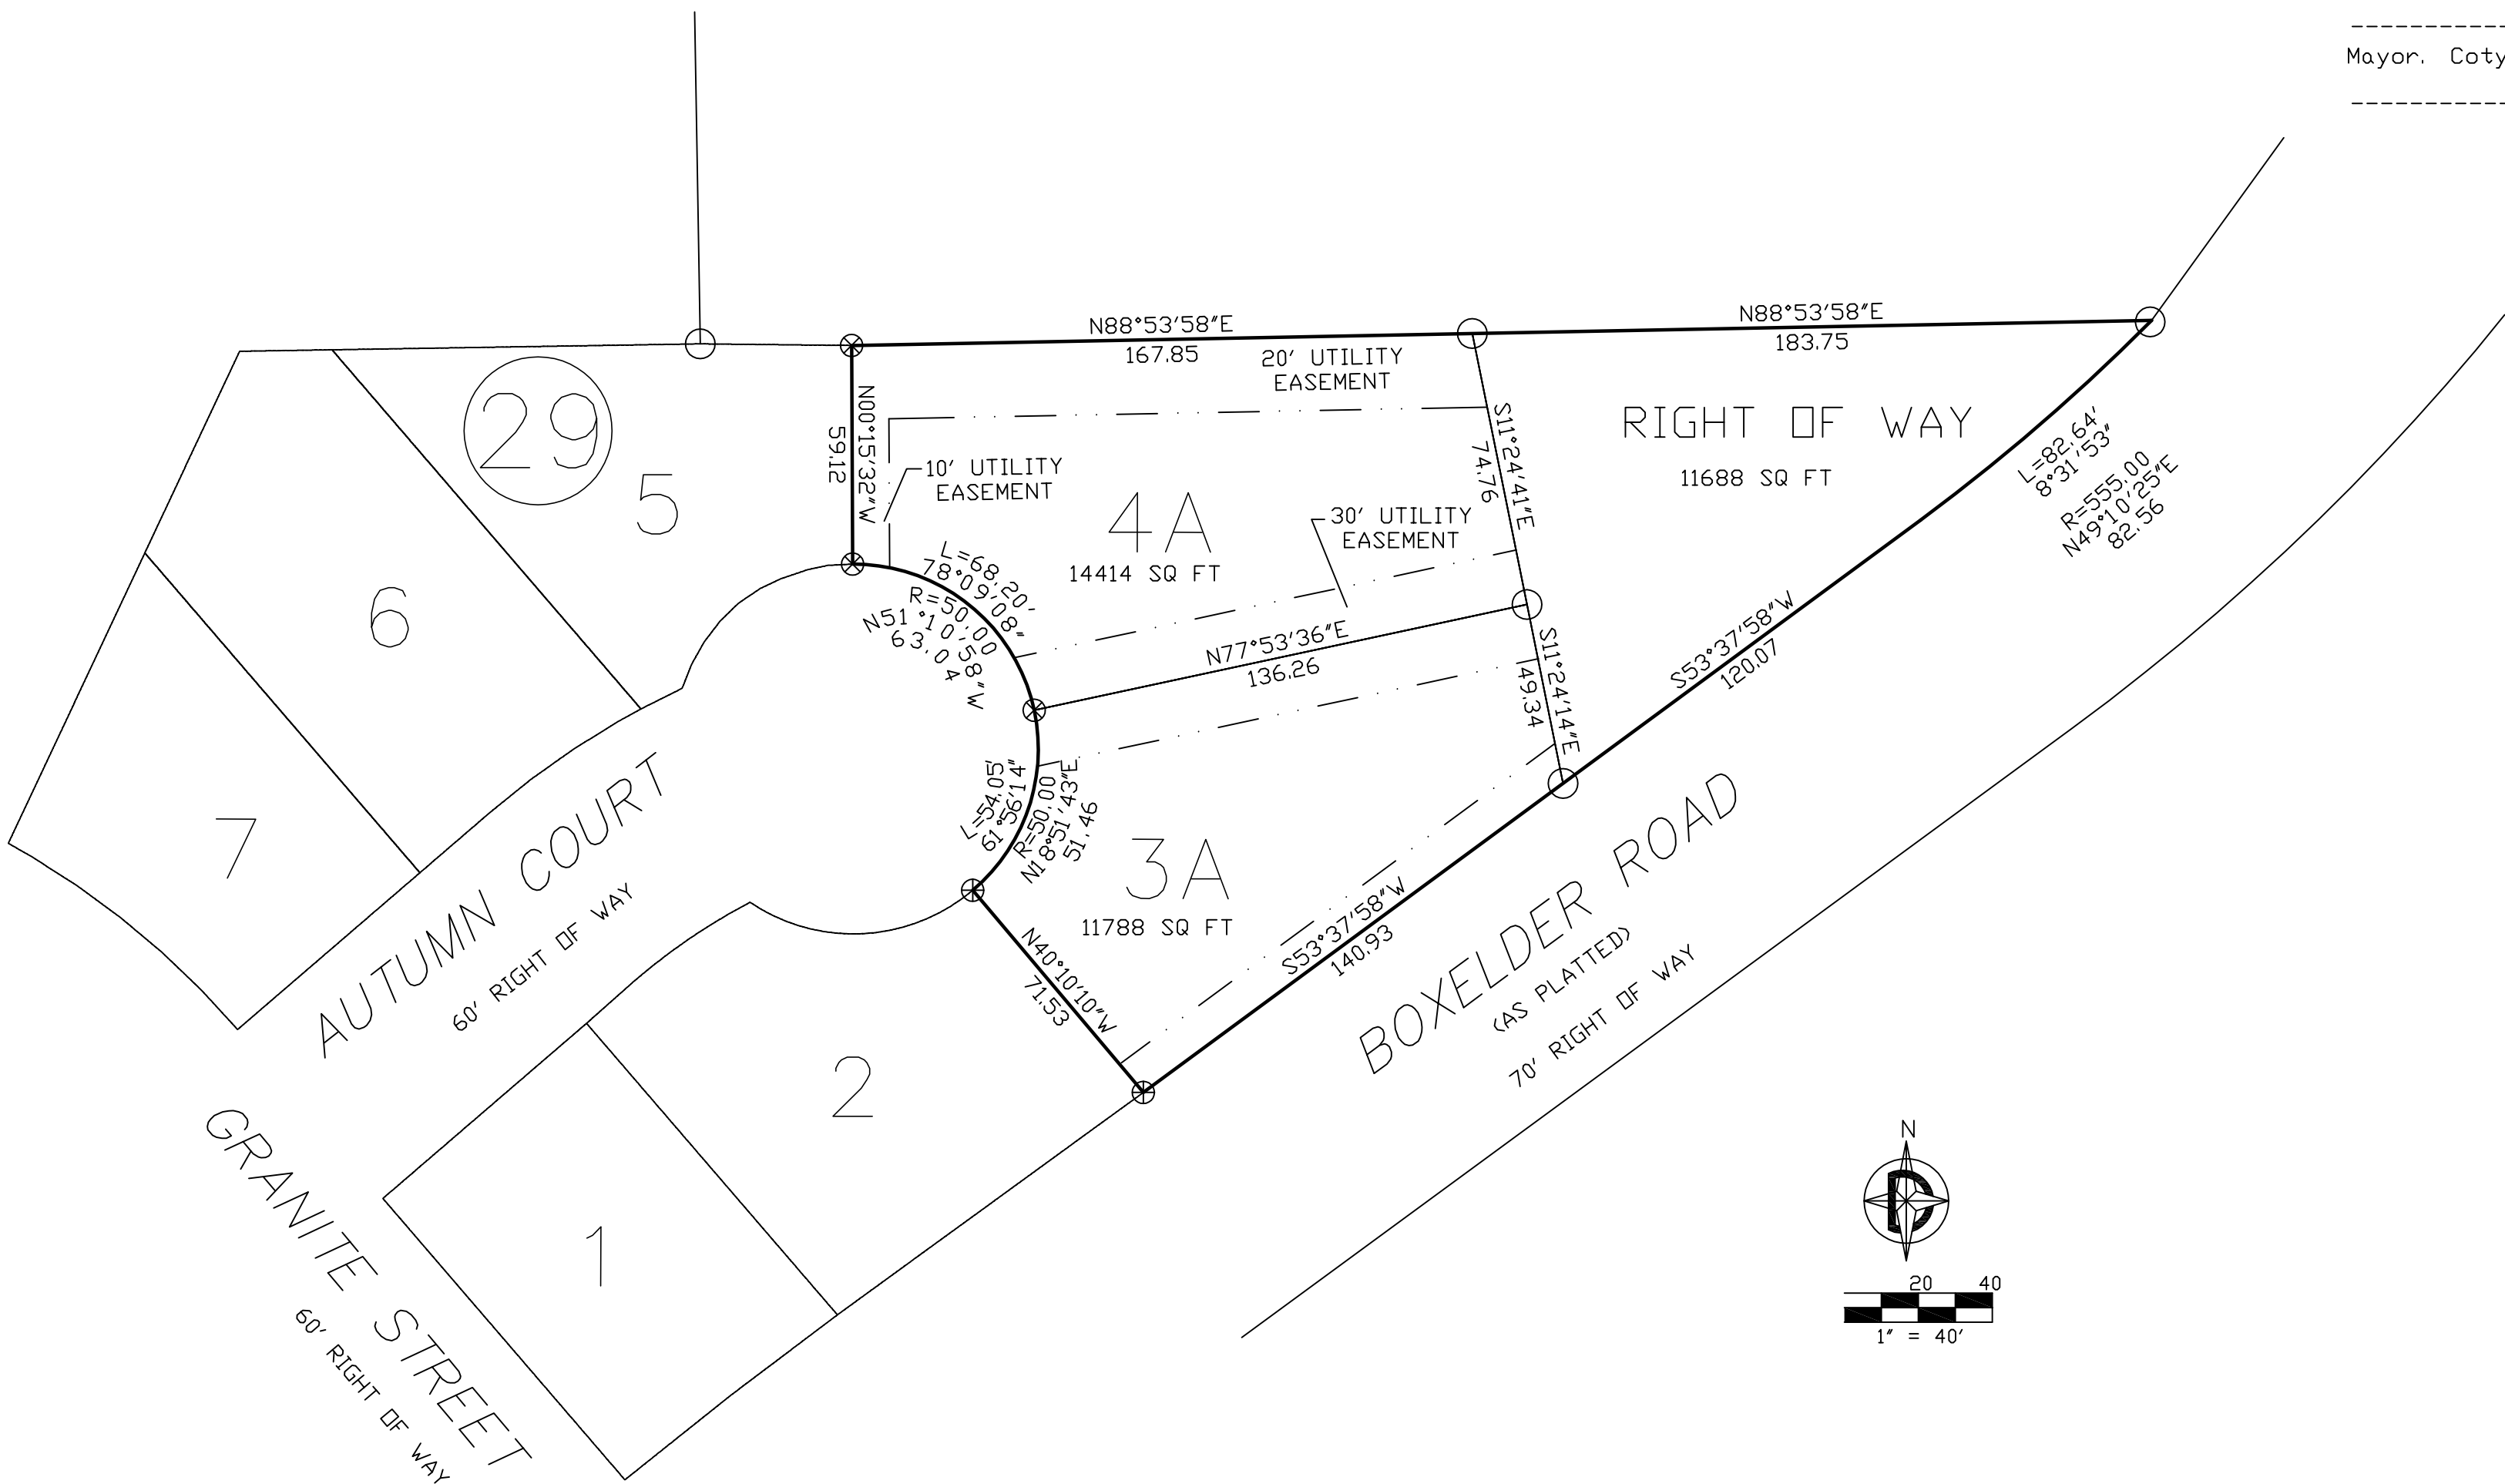 Mayor. Coty
N88°53'58"E
167.85
N88°53'58"E
183.75
20' UTILITY
EASEMENT
29
5
N00°15'32"W
59.12
10' UTILITY
EASEMENT
4A
14414 SQ FT
30' UTILITY
EASEMENT
S11°24'41"E
74.76
RIGHT OF WAY
11688 SQ FT
L=82.64'
8°31'53"
R=555.00
N49°10'25"E
82.56
6
L=68.20'
78°09'08"
R=50.00
N51°10'58"W
63.04
N77°53'36"E
136.26
S11°24'14"E
49.34
S53°37'58"W
120.07
7
AUTUMN COURT
60' RIGHT OF WAY
L=54.05'
61°56'14"
R=50.00
N18°51'43"E
51.46
3A
11788 SQ FT
N40°10'10"W
71.53
S53°37'58"W
140.93
BOXELDER ROAD
(AS PLATTED)
70' RIGHT OF WAY
2
1
GRANITE STREET
60' RIGHT OF WAY
N
D
20 40
1" = 40'